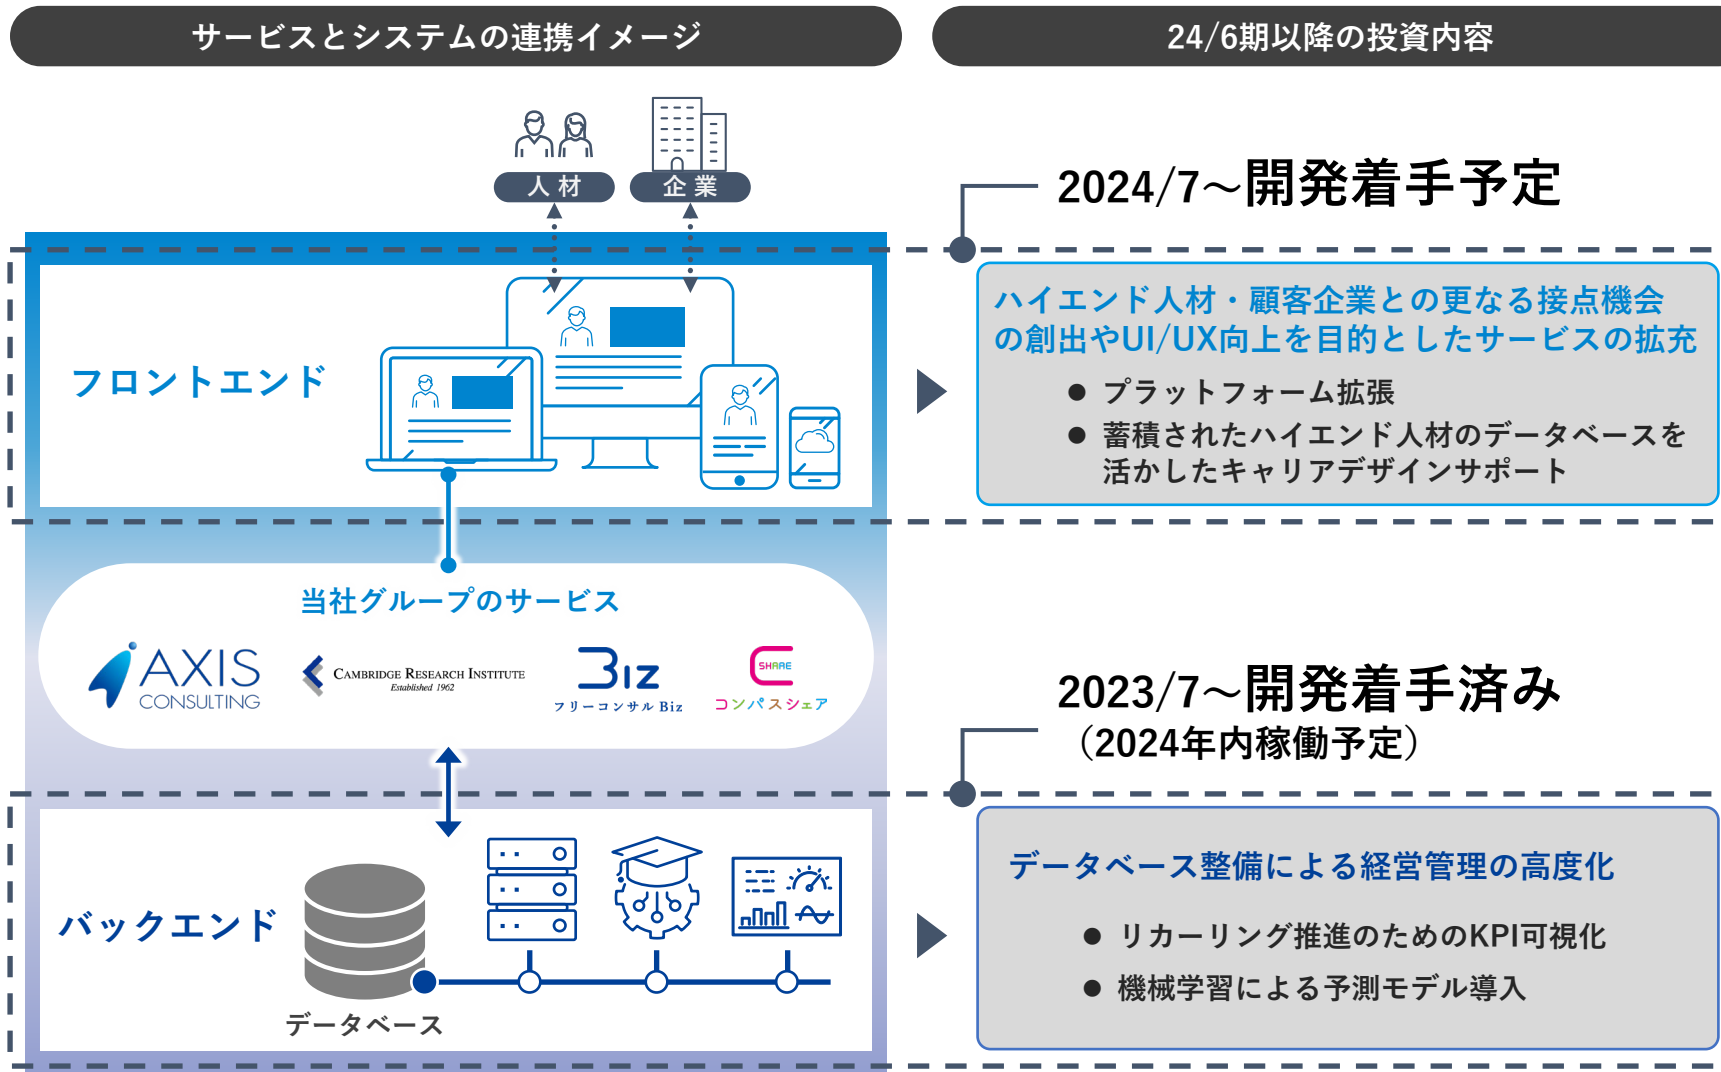 サービスとシステムの連携イメージ
24/6期以降の投資内容
人材
企業
2024/7～開発着手予定
フロントエンド
ハイエンド人材・顧客企業との更なる接点機会
の創出やUI/UX向上を目的としたサービスの拡充
● プラットフォーム拡張
● 蓄積されたハイエンド人材のデータベースを
活かしたキャリアデザインサポート
当社グループのサービス
AXIS
CONSULTING
CAMBRIDGE RESEARCH INSTITUTE
Established 1962
Biz
フリーコンサル Biz
SHARE
コンパスシェア
2023/7～開発着手済み
（2024年内稼働予定）
バックエンド
データベース
データベース整備による経営管理の高度化
● リカーリング推進のためのKPI可視化
● 機械学習による予測モデル導入